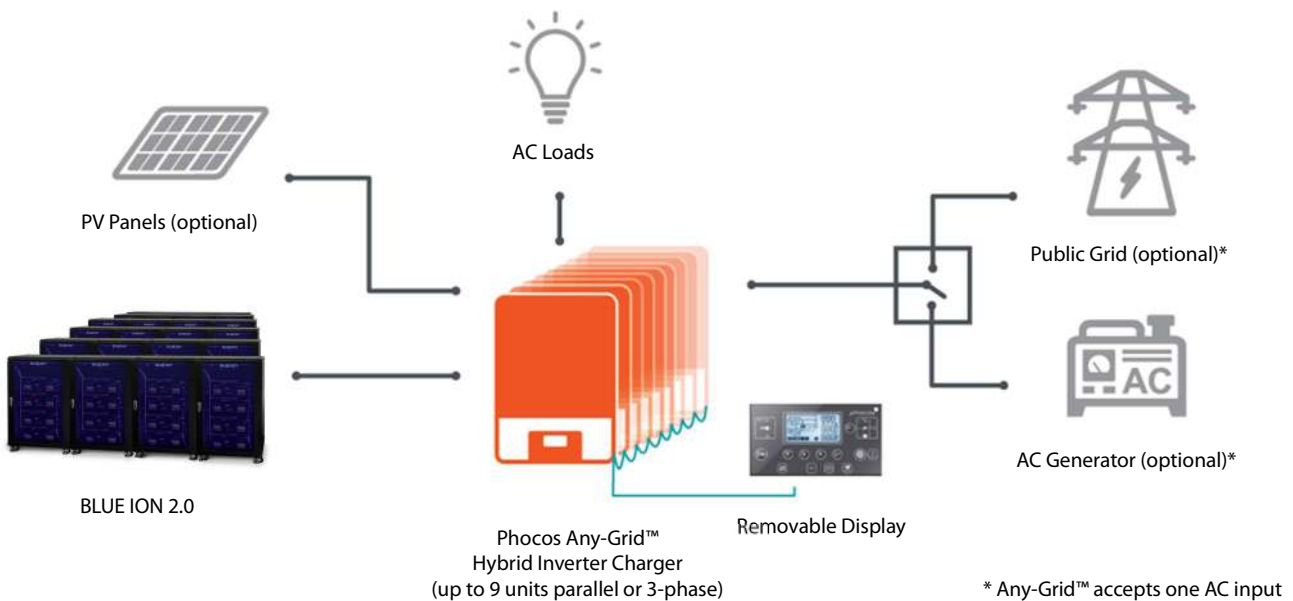 AC Loads
PV Panels (optional)
Public Grid (optional)*
AC
AC Generator (optional)*
BLUE ION 2.0
Removable Display
Phocos Any-Grid™
Hybrid Inverter Charger
(up to 9 units parallel or 3-phase)
* Any-Grid™ accepts one AC input